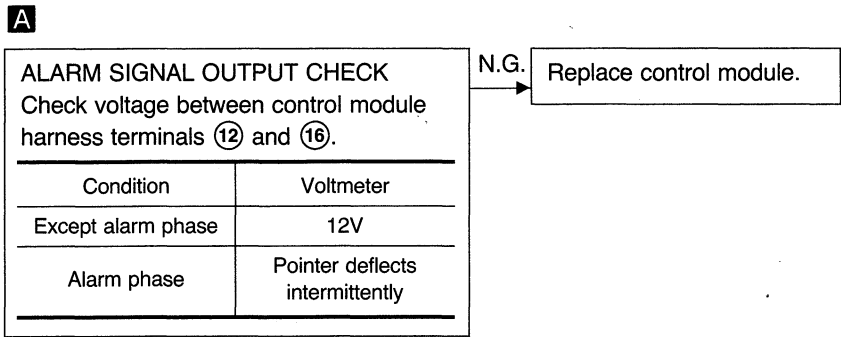 A
ALARM SIGNAL OUTPUT CHECK
Check voltage between control module
harness terminals ⑫ and ⑯.
Condition Voltmeter
Except alarm phase 12V
Alarm phase Pointer deflects
intermittently
N.G.
Replace control module.